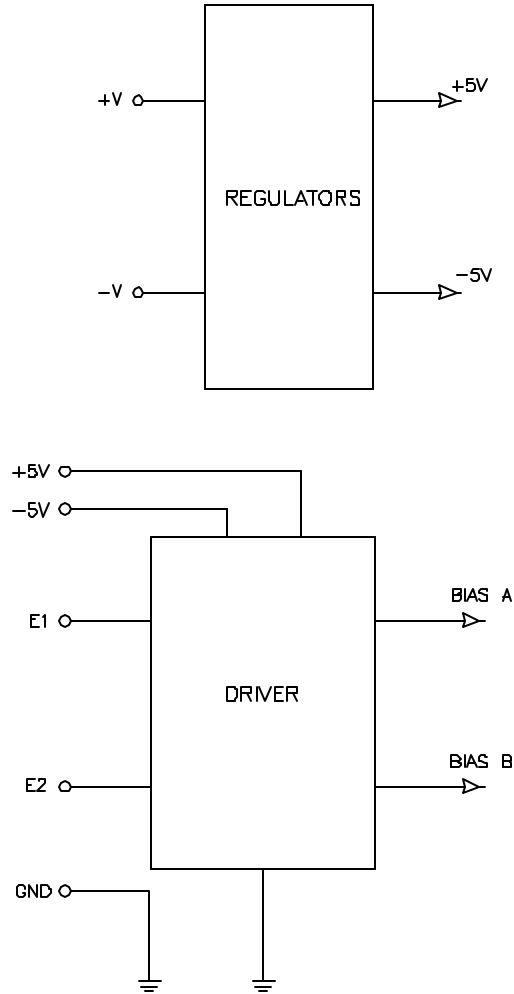 +5V
+V
REGULATORS
-5V
-V
+5V
-5V
BIAS A
E1
DRIVER
BIAS B
E2
GND